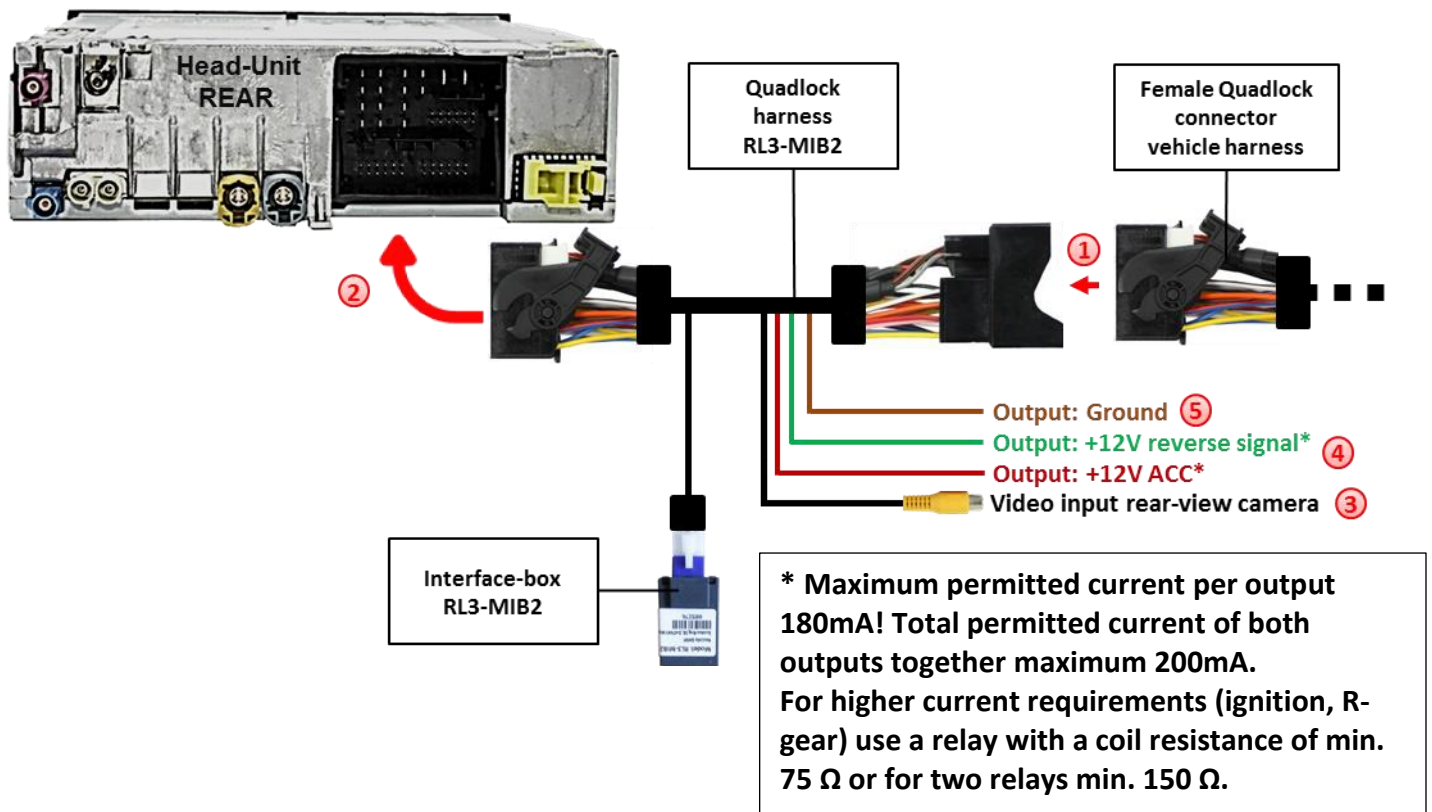 Head-Unit
REAR
Quadlock
harness
RL3-MIB2
Female Quadlock
connector
vehicle harness
1
2
Output: Ground 5
Output: +12V reverse signal*
4
Output: +12V ACC*
Video input rear-view camera 3
Interface-box
RL3-MIB2
Model: RL3-MIB2
* Maximum permitted current per output
180mA! Total permitted current of both
outputs together maximum 200mA.
For higher current requirements (ignition, R-
gear) use a relay with a coil resistance of min.
75 Ω or for two relays min. 150 Ω.